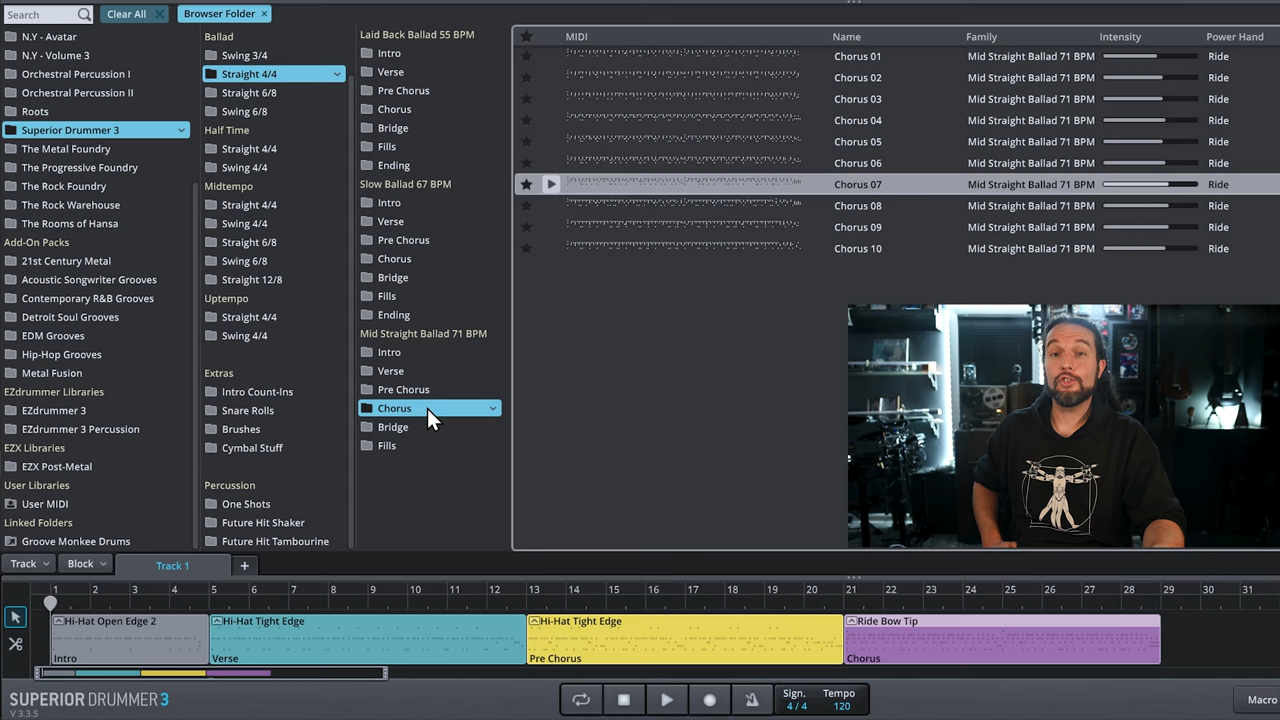 Search
Clear All
Browser Folder
N.Y - Avatar
N.Y - Volume 3
Orchestral Percussion I
Orchestral Percussion II
Roots
Superior Drummer 3
The Metal Foundry
The Progressive Foundry
The Rock Foundry
The Rock Warehouse
The Rooms of Hansa
Add-On Packs
21st Century Metal
Acoustic Songwriter Grooves
Contemporary R&B Grooves
Detroit Soul Grooves
EDM Grooves
Hip-Hop Grooves
Metal Fusion
EZdrummer Libraries
EZdrummer 3
EZdrummer 3 Percussion
EZX Libraries
EZX Post-Metal
User Libraries
User MIDI
Linked Folders
Groove Monkee Drums
Ballad
Swing 3/4
Straight 4/4
Straight 6/8
Swing 6/8
Half Time
Straight 4/4
Swing 4/4
Midtempo
Straight 4/4
Swing 4/4
Straight 6/8
Swing 6/8
Straight 12/8
Uptempo
Straight 4/4
Swing 4/4
Extras
Intro Count-Ins
Snare Rolls
Brushes
Cymbal Stuff
Percussion
One Shots
Future Hit Shaker
Future Hit Tambourine
Laid Back Ballad 55 BPM
Intro
Verse
Pre Chorus
Chorus
Bridge
Fills
Ending
Slow Ballad 67 BPM
Intro
Verse
Pre Chorus
Chorus
Bridge
Fills
Ending
Mid Straight Ballad 71 BPM
Intro
Verse
Pre Chorus
Chorus
Bridge
Fills
MIDI Name Family Intensity Power Hand
Chorus 01 Mid Straight Ballad 71 BPM Ride
Chorus 02 Mid Straight Ballad 71 BPM Ride
Chorus 03 Mid Straight Ballad 71 BPM Ride
Chorus 04 Mid Straight Ballad 71 BPM Ride
Chorus 05 Mid Straight Ballad 71 BPM Ride
Chorus 06 Mid Straight Ballad 71 BPM Ride
Chorus 07 Mid Straight Ballad 71 BPM Ride
Chorus 08 Mid Straight Ballad 71 BPM Ride
Chorus 09 Mid Straight Ballad 71 BPM Ride
Chorus 10 Mid Straight Ballad 71 BPM Ride
Track Block Track 1 +
1 2 3 4 5 6 7 8 9 10 11 12 13 14 15 16 17 18 19 20 21 22 23 24 25 26 27 28 29 30 31
Hi-Hat Open Edge 2 Hi-Hat Tight Edge Hi-Hat Tight Edge Ride Bow Tip
Intro Verse Pre Chorus Chorus
SUPERIOR DRUMMER 3
V 3.3.5
Sign. Tempo
4 / 4 120
Macro